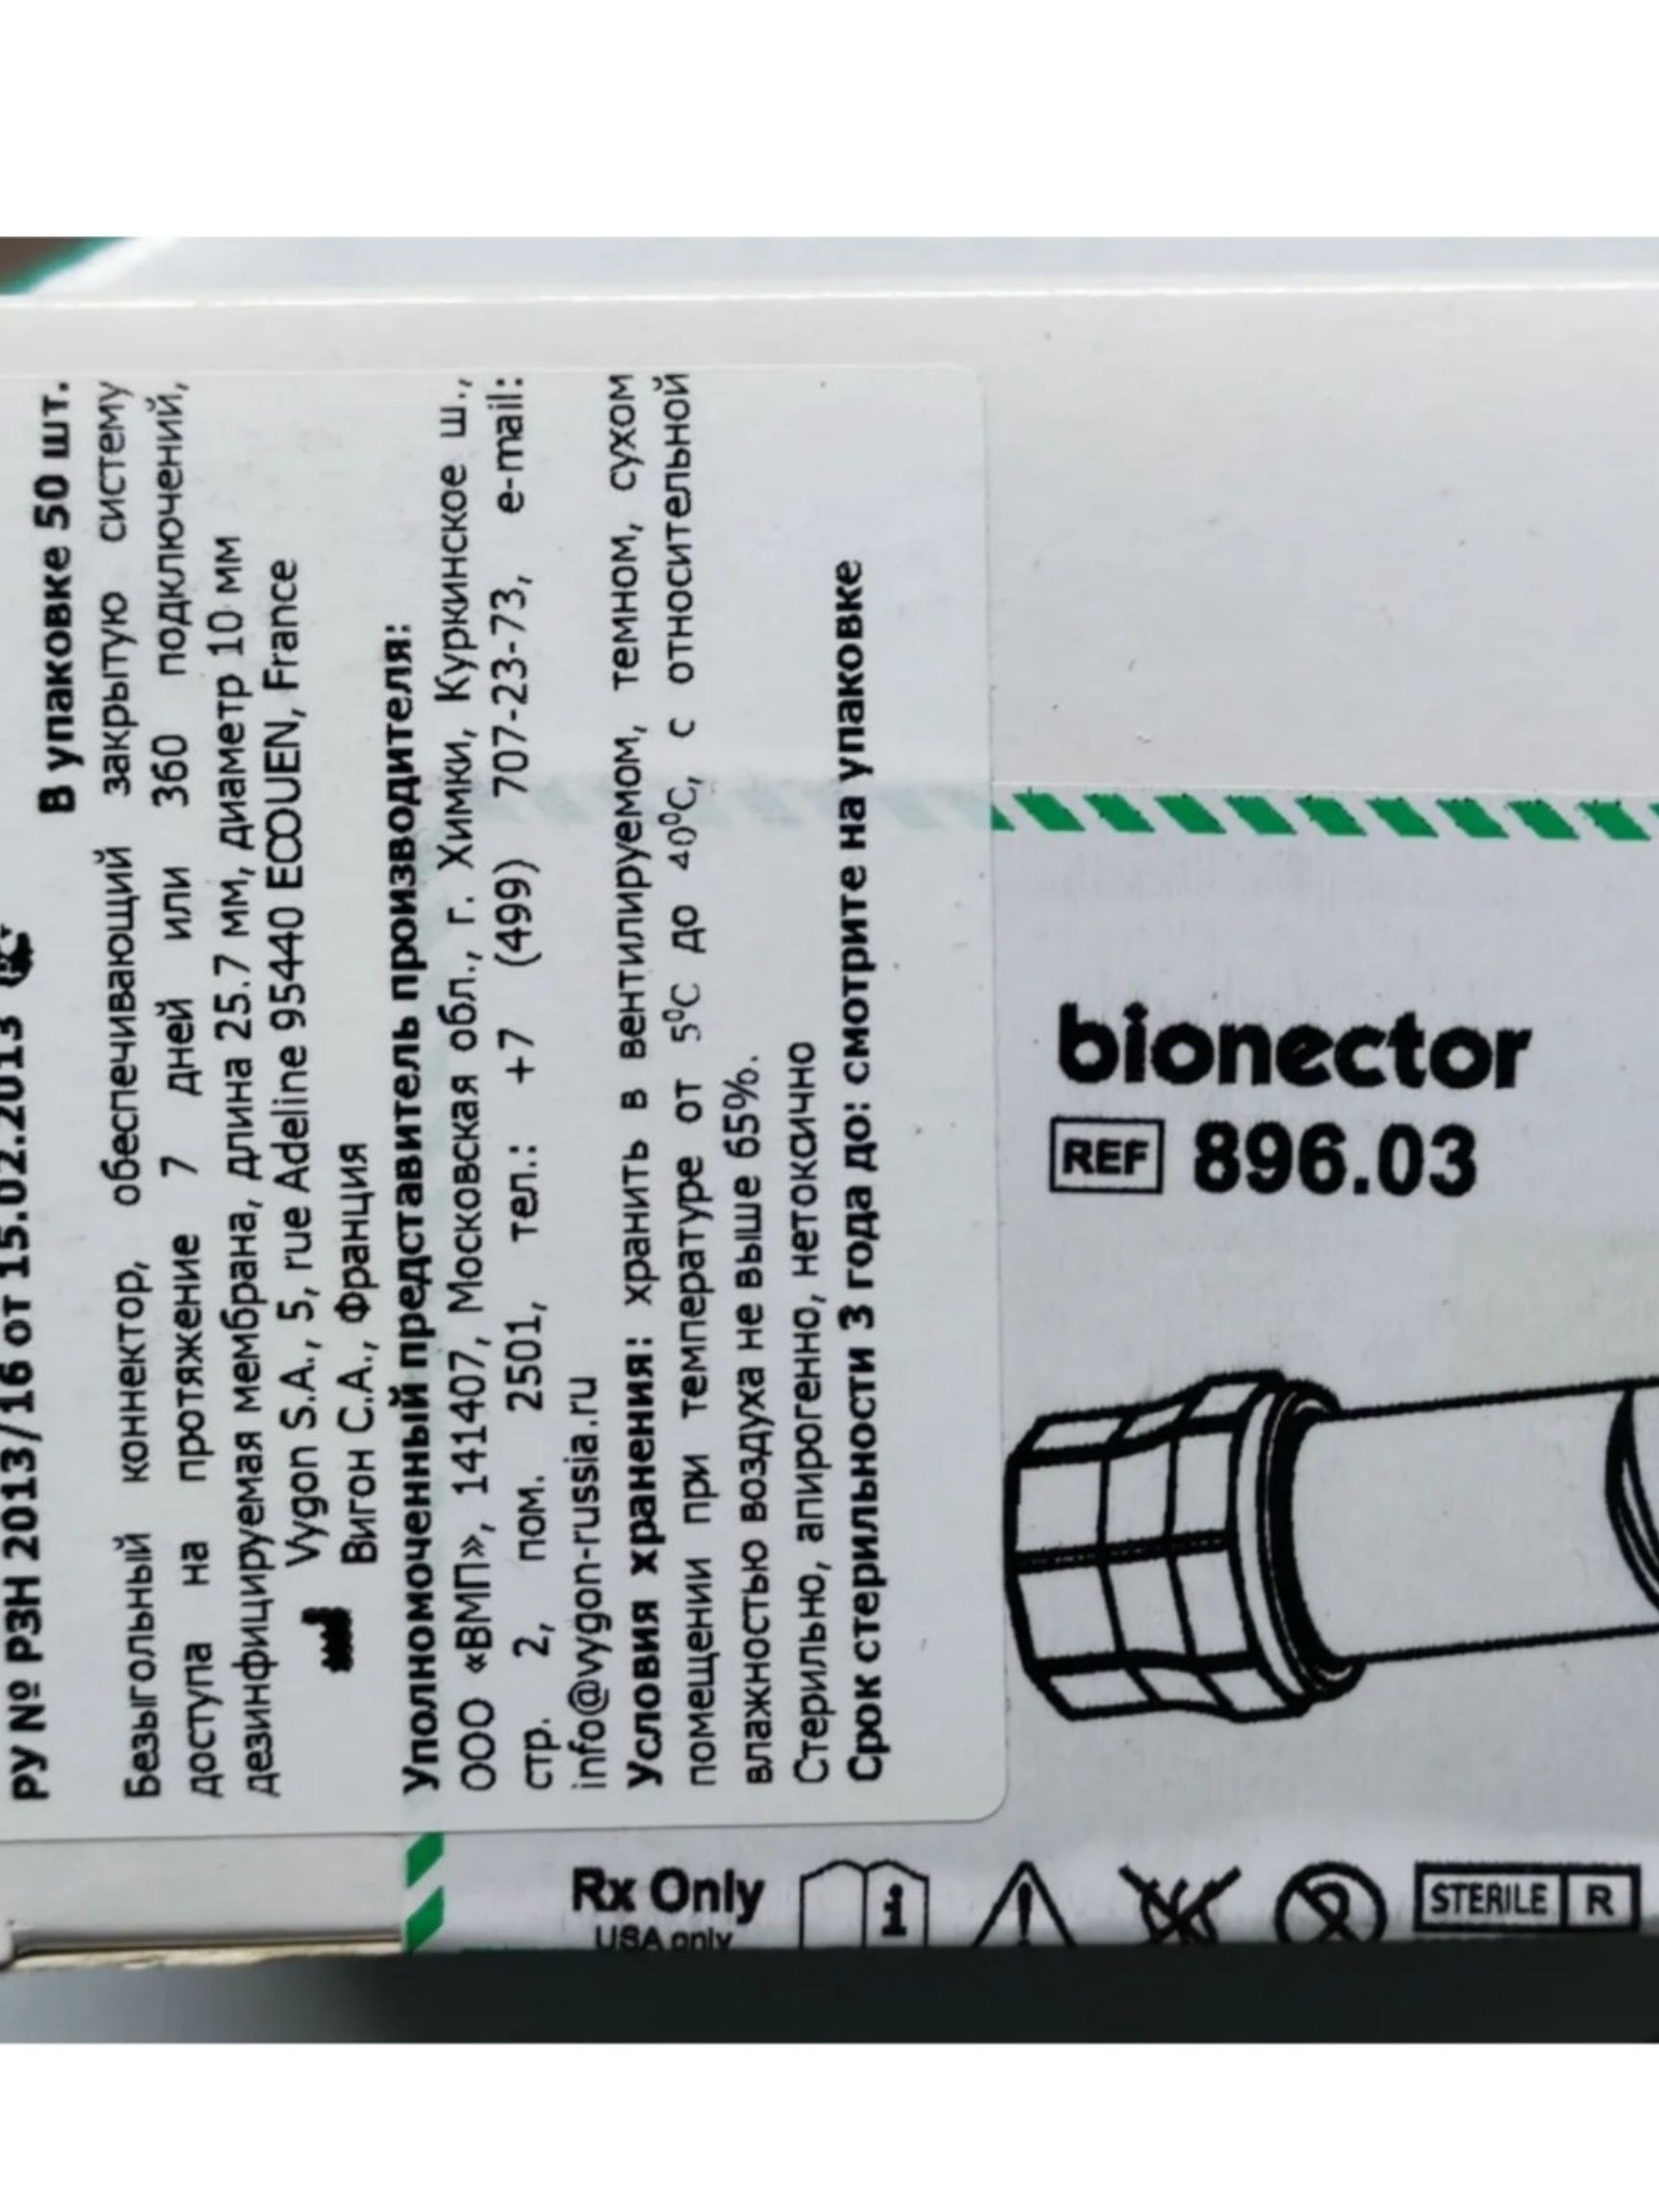 РУ № РЗН 2013/16 от 15.02.2013
В упаковке 50 шт.
Безыгольный коннектор, обеспечивающий закрытую систему
доступа на протяжение 7 дней или 360 подключений,
дезинфицируемая мембрана, длина 25.7 мм, диаметр 10 мм
Vygon S.A., 5, rue Adeline 95440 ECOUEN, France
Вигон С.А., Франция
Уполномоченный представитель производителя:
ООО «ВМП», 141407, Московская обл., г. Химки, Куркинское ш.,
стр. 2, пом. 2501, тел.: +7 (499) 707-23-73, e-mail:
info@vygon-russia.ru
Условия хранения: хранить в вентилируемом, темном, сухом
помещении при температуре от 5⁰С до 40⁰С, с относительной
влажностью воздуха не выше 65%.
Стерильно, апирогенно, нетоксично
Срок стерильности 3 года до: смотрите на упаковке
bionector
REF 896.03
Rx Only
USA only
STERILE R